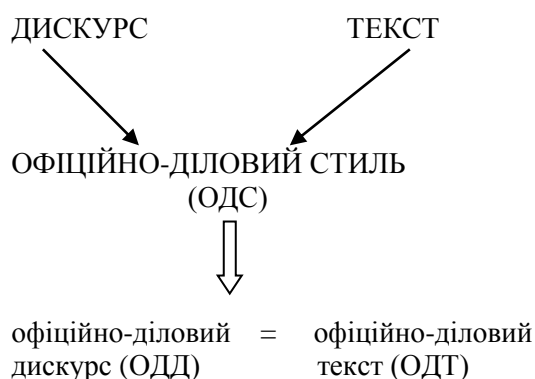 ДИСКУРС ТЕКСТ
ОФІЦІЙНО-ДІЛОВИЙ СТИЛЬ
(ОДС)
офіційно-діловий = офіційно-діловий
дискурс (ОДД) текст (ОДТ)